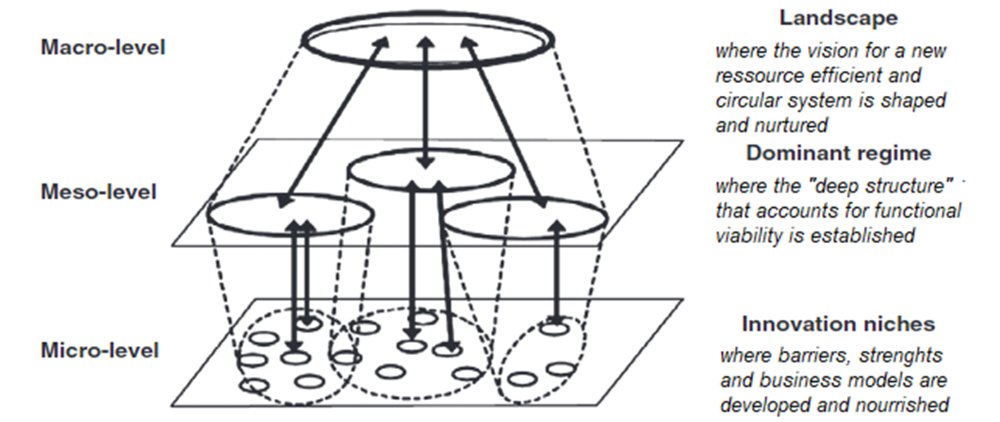 Macro-level
Landscape
where the vision for a new
ressource efficient and
circular system is shaped
and nurtured
Meso-level
Dominant regime
where the "deep structure"
that accounts for functional
viability is established
Micro-level
Innovation niches
where barriers, strenghts
and business models are
developed and nourrished